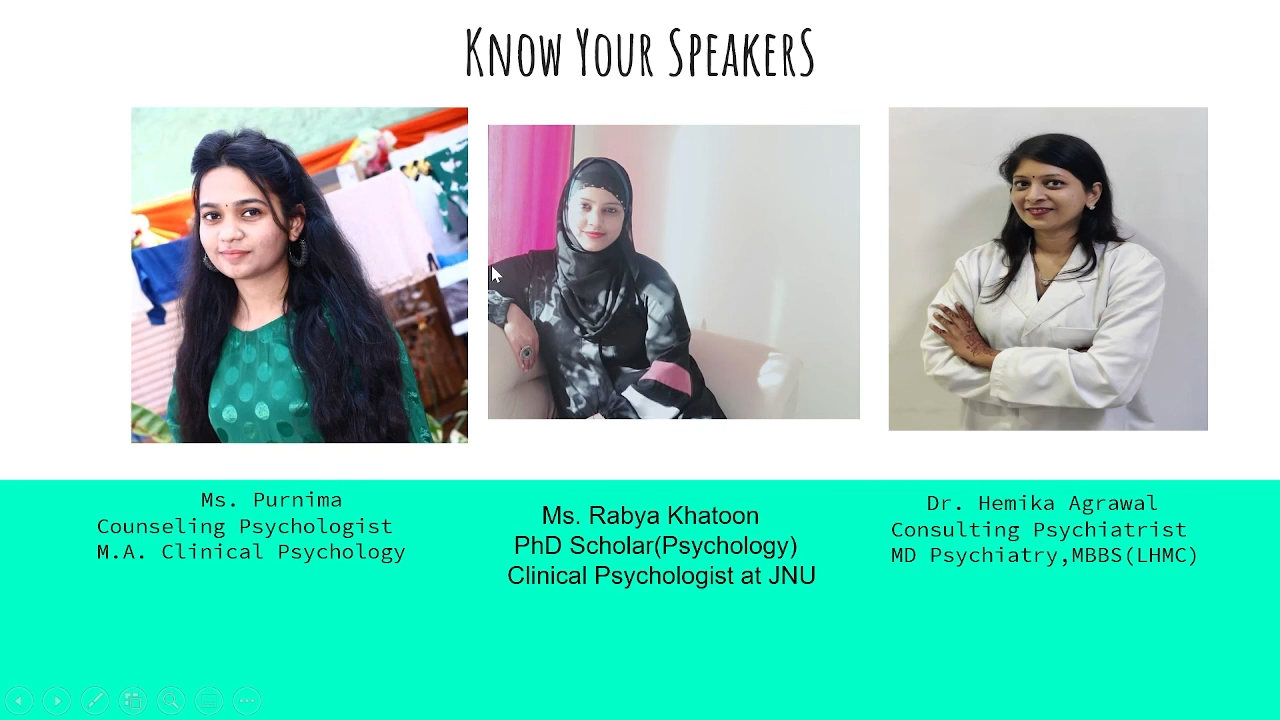 Know Your Speakers
Ms. Purnima
Counseling Psychologist
M.A. Clinical Psychology
Ms. Rabya Khatoon
PhD Scholar(Psychology)
Clinical Psychologist at JNU
Dr. Hemika Agrawal
Consulting Psychiatrist
MD Psychiatry,MBBS(LHMC)